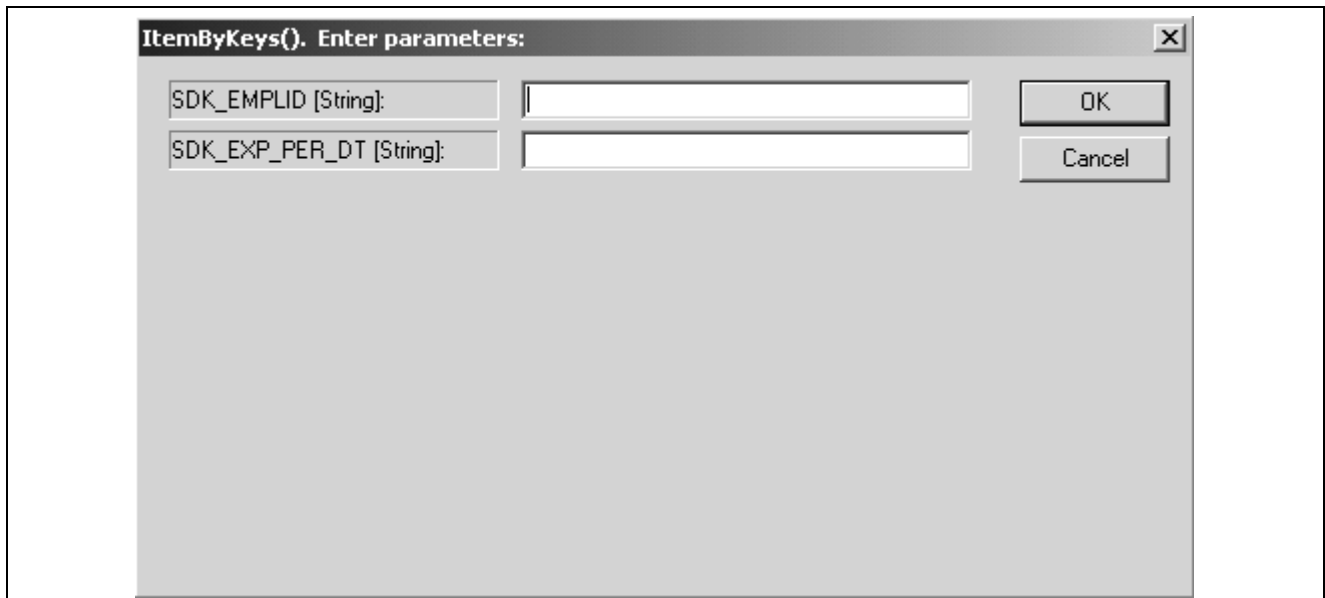 ItemByKeys().  Enter parameters:
SDK_EMPLID [String]:
OK
SDK_EXP_PER_DT [String]:
Cancel